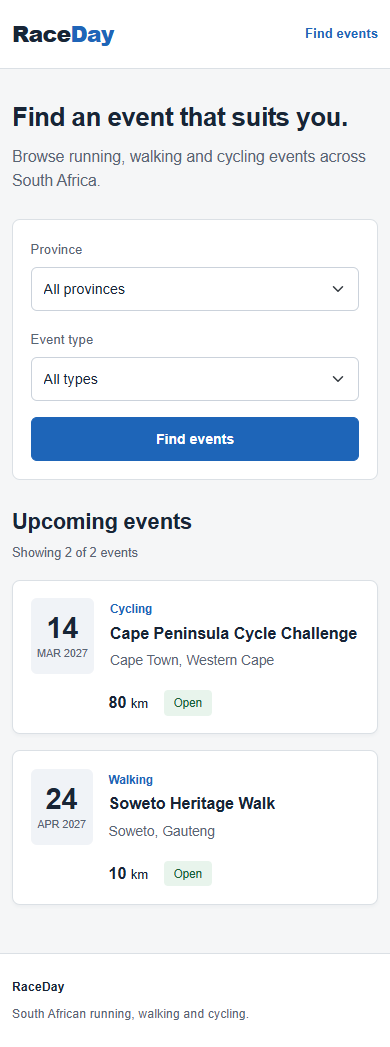 RaceDay
Find events
Find an event that suits you.
Browse running, walking and cycling events across
South Africa.
Province
All provinces
Event type
All types
Find events
Upcoming events
Showing 2 of 2 events
14
MAR 2027
Cycling
Cape Peninsula Cycle Challenge
Cape Town, Western Cape
80 km
Open
24
APR 2027
Walking
Soweto Heritage Walk
Soweto, Gauteng
10 km
Open
RaceDay
South African running, walking and cycling.